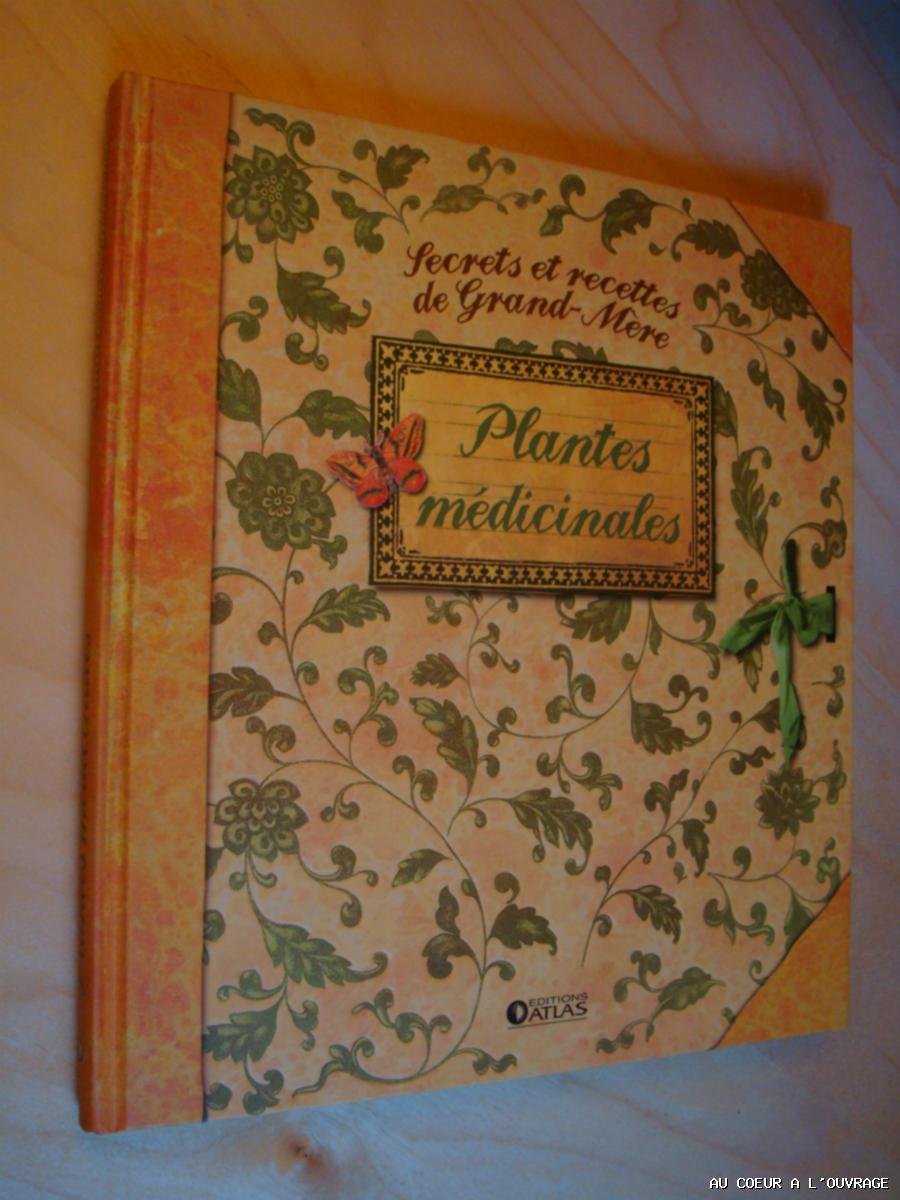 Secrets et recettes
de Grand-Mère
Plantes
médicinales
EDITIONS
ATLAS
AU COEUR A L'OUVRAGE